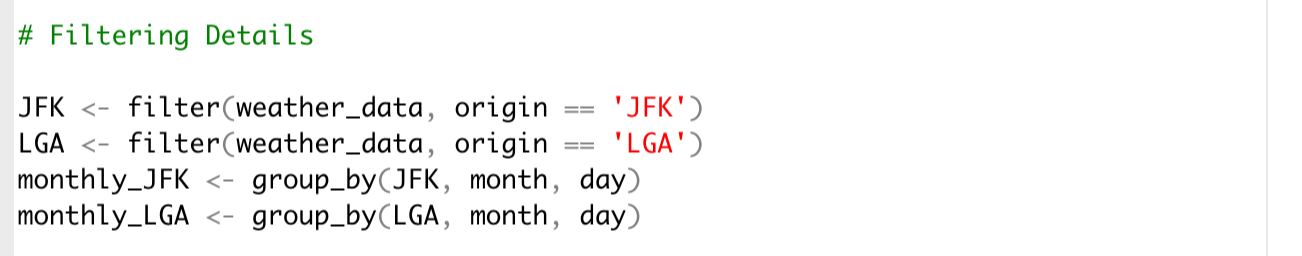 # Filtering Details
JFK <- filter(weather_data, origin == 'JFK')
LGA <- filter(weather_data, origin == 'LGA')
monthly_JFK <- group_by(JFK, month, day)
monthly_LGA <- group_by(LGA, month, day)